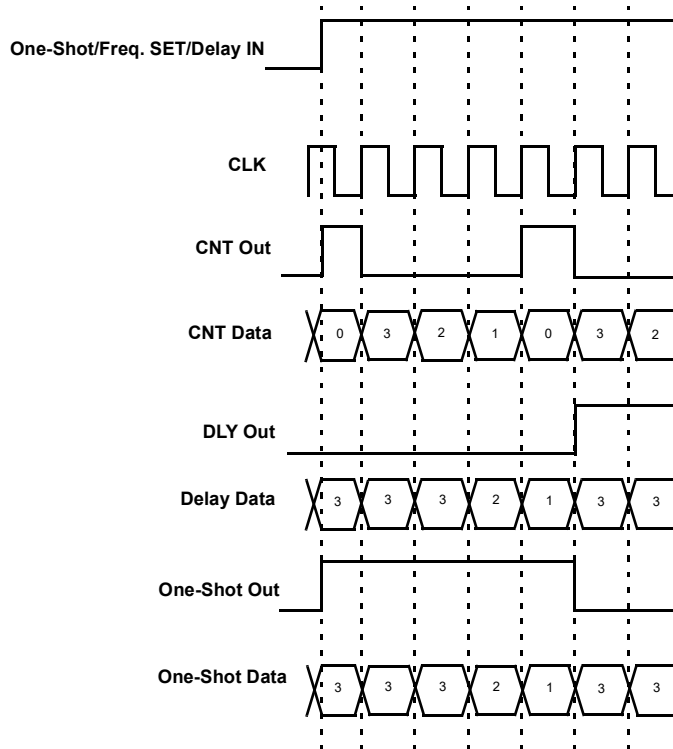 One-Shot/Freq. SET/Delay IN
CLK
CNT Out
CNT Data 0 3 2 1 0 3 2
DLY Out
Delay Data 3 3 3 2 1 3 3
One-Shot Out
One-Shot Data 3 3 3 2 1 3 3